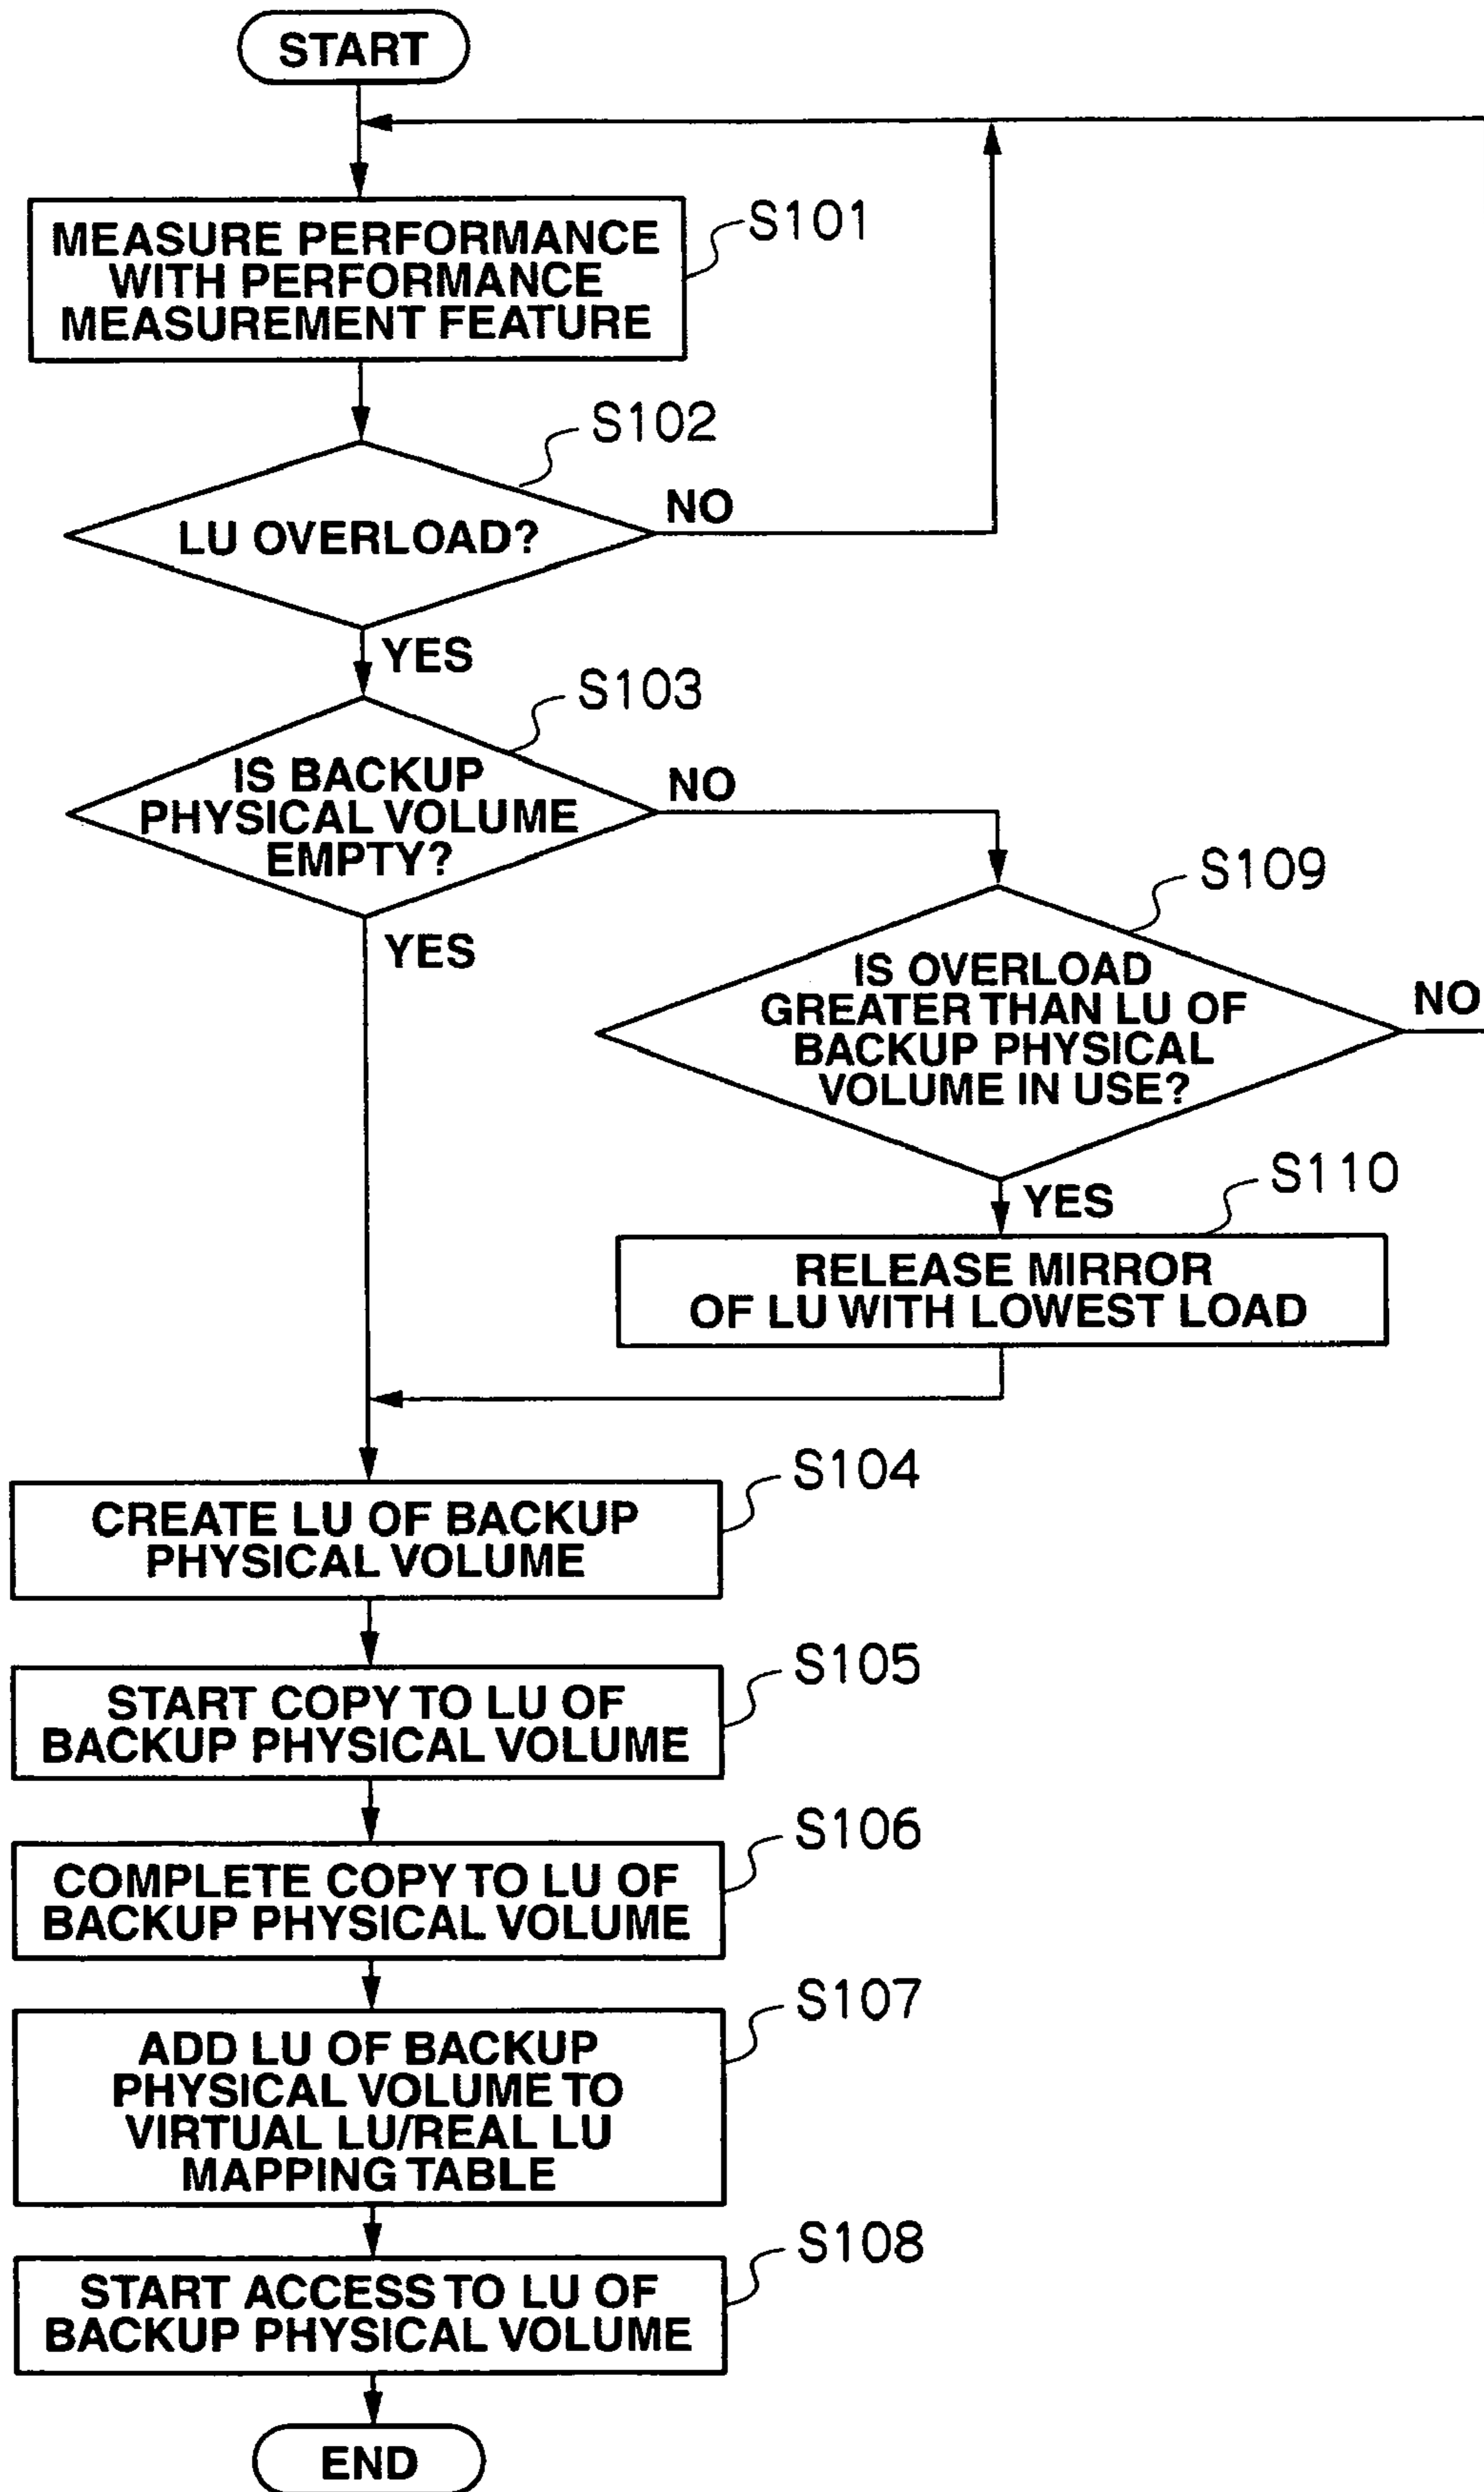 START
MEASURE PERFORMANCE
WITH PERFORMANCE
MEASUREMENT FEATURE
S101
S102
LU OVERLOAD?
NO
YES
S103
IS BACKUP
PHYSICAL VOLUME
EMPTY?
NO
YES
S109
IS OVERLOAD
GREATER THAN LU OF
BACKUP PHYSICAL
VOLUME IN USE?
NO
YES
S110
RELEASE MIRROR
OF LU WITH LOWEST LOAD
S104
CREATE LU OF BACKUP
PHYSICAL VOLUME
S105
START COPY TO LU OF
BACKUP PHYSICAL VOLUME
S106
COMPLETE COPY TO LU OF
BACKUP PHYSICAL VOLUME
S107
ADD LU OF BACKUP
PHYSICAL VOLUME TO
VIRTUAL LU/REAL LU
MAPPING TABLE
S108
START ACCESS TO LU OF
BACKUP PHYSICAL VOLUME
END